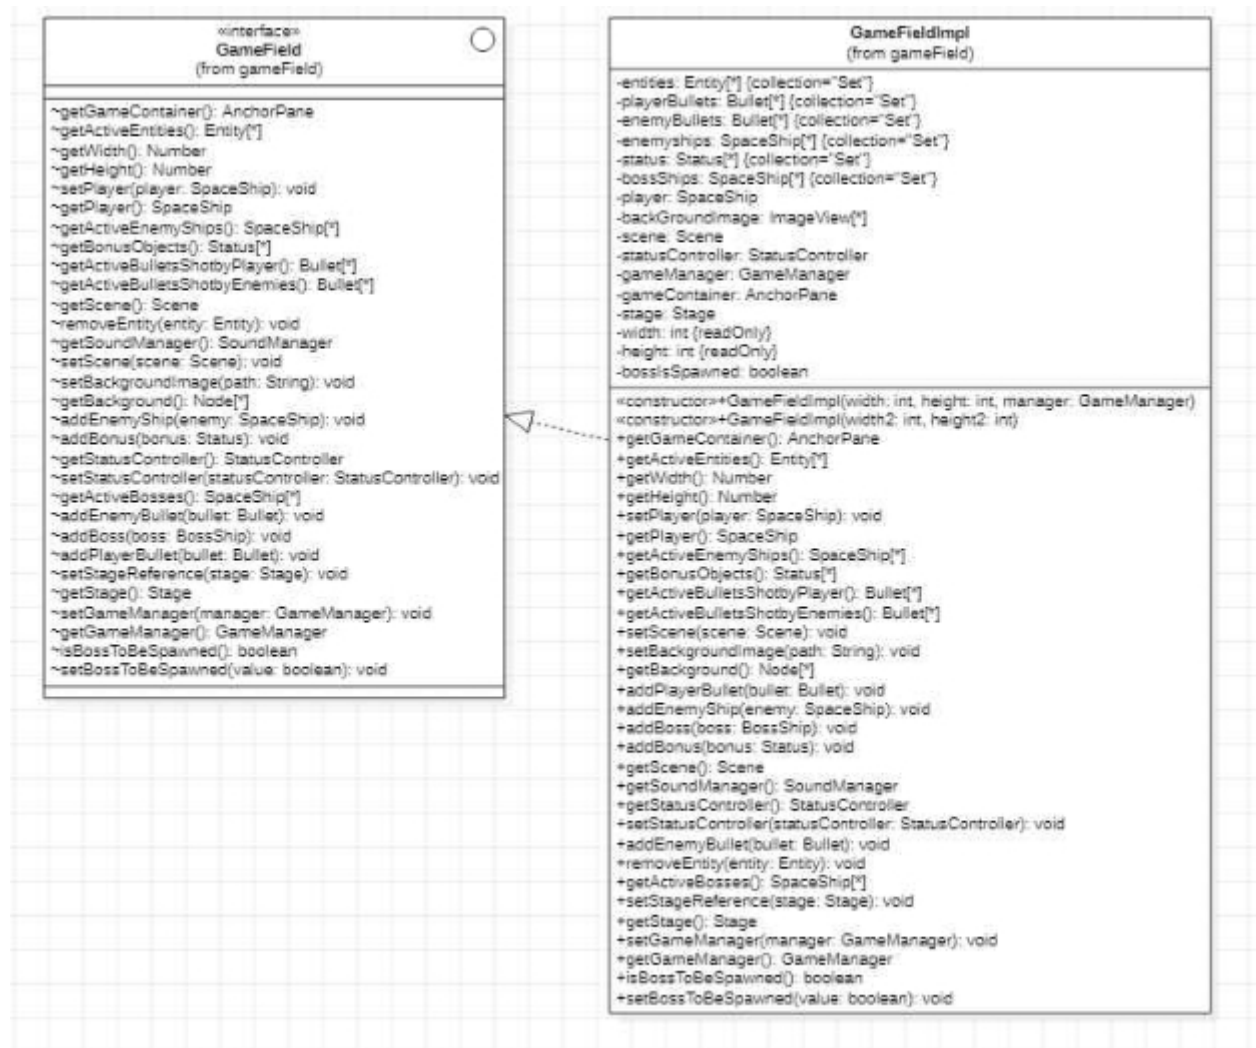 «interface»
GameField
(from gameField)
~getGameContainer(): AnchorPane
~getActiveEntities(): Entity[*]
~getWidth(): Number
~getHeight(): Number
~setPlayer(player: SpaceShip): void
~getPlayer(): SpaceShip
~getActiveEnemyShips(): SpaceShip[*]
~getBonusObjects(): Status[*]
~getActiveBulletsShotbyPlayer(): Bullet[*]
~getActiveBulletsShotbyEnemies(): Bullet[*]
~getScene(): Scene
~removeEntity(entity: Entity): void
~getSoundManager(): SoundManager
~setScene(scene: Scene): void
~setBackgroundImage(path: String): void
~getBackground(): Node[*]
~addEnemyShip(enemy: SpaceShip): void
~addBonus(bonus: Status): void
~getStatusController(): StatusController
~setStatusController(statusController: StatusController): void
~getActiveBosses(): SpaceShip[*]
~addEnemyBullet(bullet: Bullet): void
~addBoss(boss: BossShip): void
~addPlayerBullet(bullet: Bullet): void
~setStageReference(stage: Stage): void
~getStage(): Stage
~setGameManager(manager: GameManager): void
~getGameManager(): GameManager
~isBossToBeSpawned(): boolean
~setBossToBeSpawned(value: boolean): void
GameFieldImpl
(from gameField)
-entities: Entity[*] {collection="Set"}
-playerBullets: Bullet[*] {collection="Set"}
-enemyBullets: Bullet[*] {collection="Set"}
-enemyships: SpaceShip[*] {collection="Set"}
-status: Status[*] {collection="Set"}
-bossShips: SpaceShip[*] {collection="Set"}
-player: SpaceShip
-backGroundImage: ImageView[*]
-scene: Scene
-statusController: StatusController
-gameManager: GameManager
-gameContainer: AnchorPane
-stage: Stage
-width: int {readOnly}
-height: int {readOnly}
-bossIsSpawned: boolean
«constructor»+GameFieldImpl(width: int, height: int, manager: GameManager)
«constructor»+GameFieldImpl(width2: int, height2: int)
+getGameContainer(): AnchorPane
+getActiveEntities(): Entity[*]
+getWidth(): Number
+getHeight(): Number
+setPlayer(player: SpaceShip): void
+getPlayer(): SpaceShip
+getActiveEnemyShips(): SpaceShip[*]
+getBonusObjects(): Status[*]
+getActiveBulletsShotbyPlayer(): Bullet[*]
+getActiveBulletsShotbyEnemies(): Bullet[*]
+setScene(scene: Scene): void
+setBackgroundImage(path: String): void
+getBackground(): Node[*]
+addPlayerBullet(bullet: Bullet): void
+addEnemyShip(enemy: SpaceShip): void
+addBoss(boss: BossShip): void
+addBonus(bonus: Status): void
+getScene(): Scene
+getSoundManager(): SoundManager
+getStatusController(): StatusController
+setStatusController(statusController: StatusController): void
+addEnemyBullet(bullet: Bullet): void
+removeEntity(entity: Entity): void
+getActiveBosses(): SpaceShip[*]
+setStageReference(stage: Stage): void
+getStage(): Stage
+setGameManager(manager: GameManager): void
+getGameManager(): GameManager
+isBossToBeSpawned(): boolean
+setBossToBeSpawned(value: boolean): void